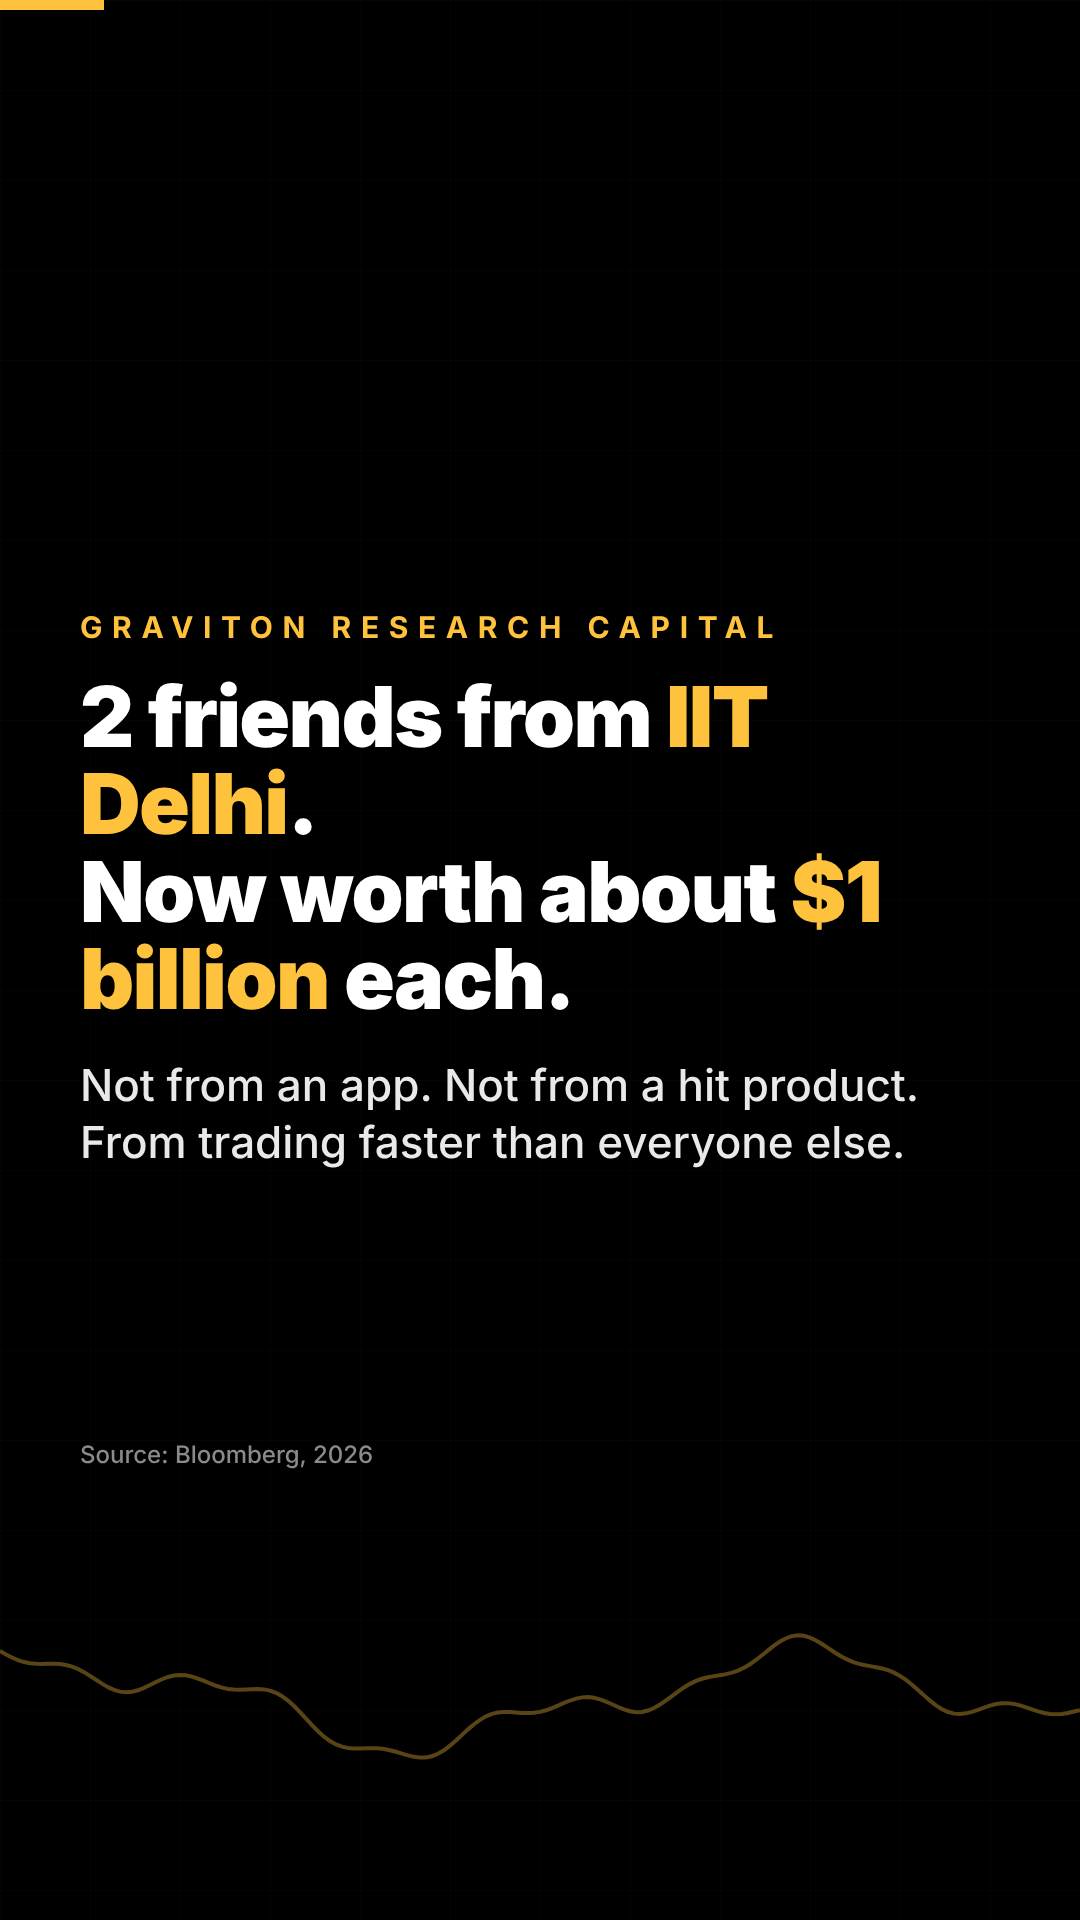 GRAVITON RESEARCH CAPITAL
2 friends from IIT
Delhi.
Now worth about $1
billion each.
Not from an app. Not from a hit product.
From trading faster than everyone else.
Source: Bloomberg, 2026